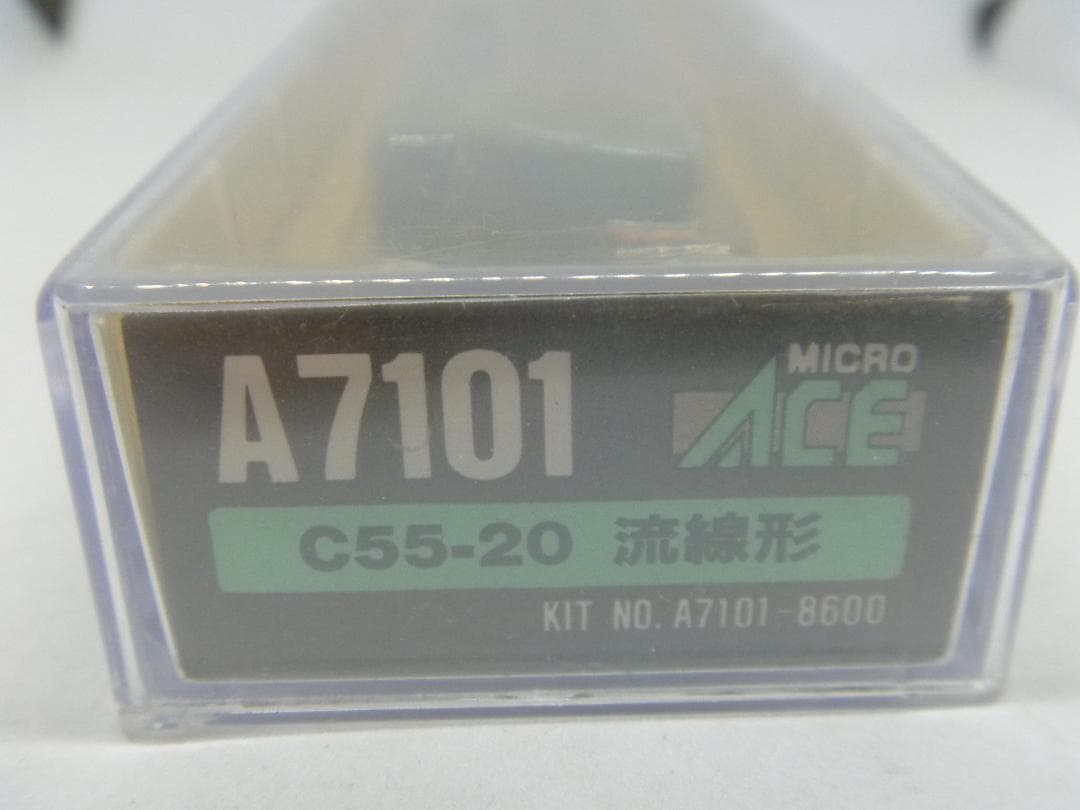 A7101
MICRO
ACE
C55-20 流線形
KIT NO. A7101-8600